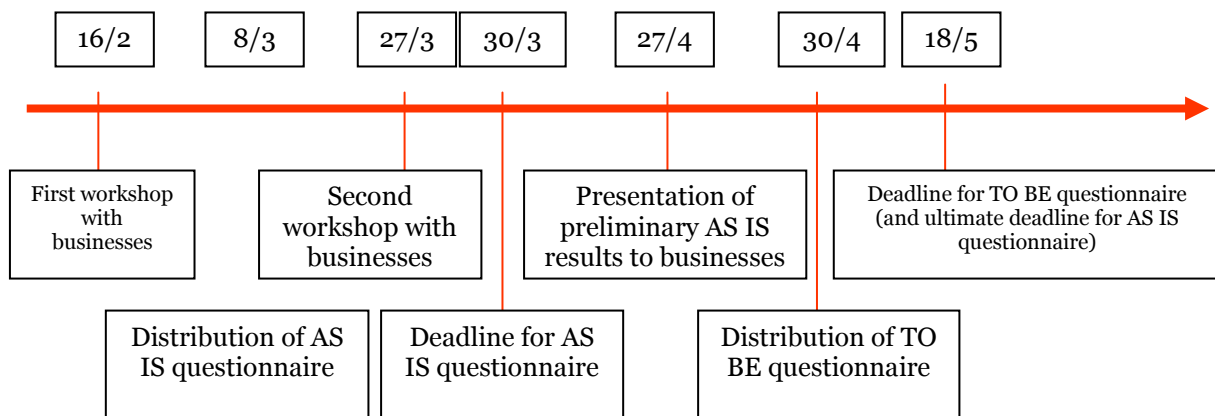 16/2
8/3
27/3
30/3
27/4
30/4
18/5
First workshop
with
businesses
Second
workshop with
businesses
Presentation of
preliminary AS IS
results to businesses
Deadline for TO BE questionnaire
(and ultimate deadline for AS IS
questionnaire)
Distribution of AS
IS questionnaire
Deadline for AS
IS questionnaire
Distribution of TO
BE questionnaire